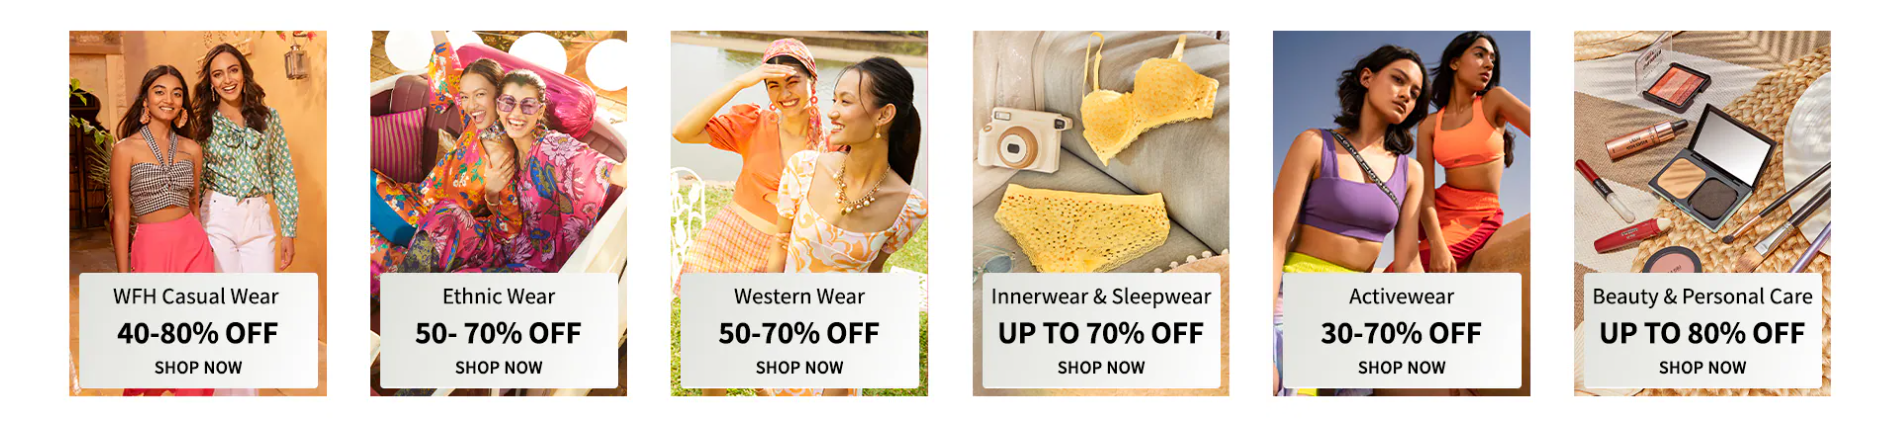 WFH Casual Wear
40-80% OFF
SHOP NOW
Ethnic Wear
50- 70% OFF
SHOP NOW
Western Wear
50-70% OFF
SHOP NOW
Innerwear & Sleepwear
UP TO 70% OFF
SHOP NOW
Activewear
30-70% OFF
SHOP NOW
Beauty & Personal Care
UP TO 80% OFF
SHOP NOW